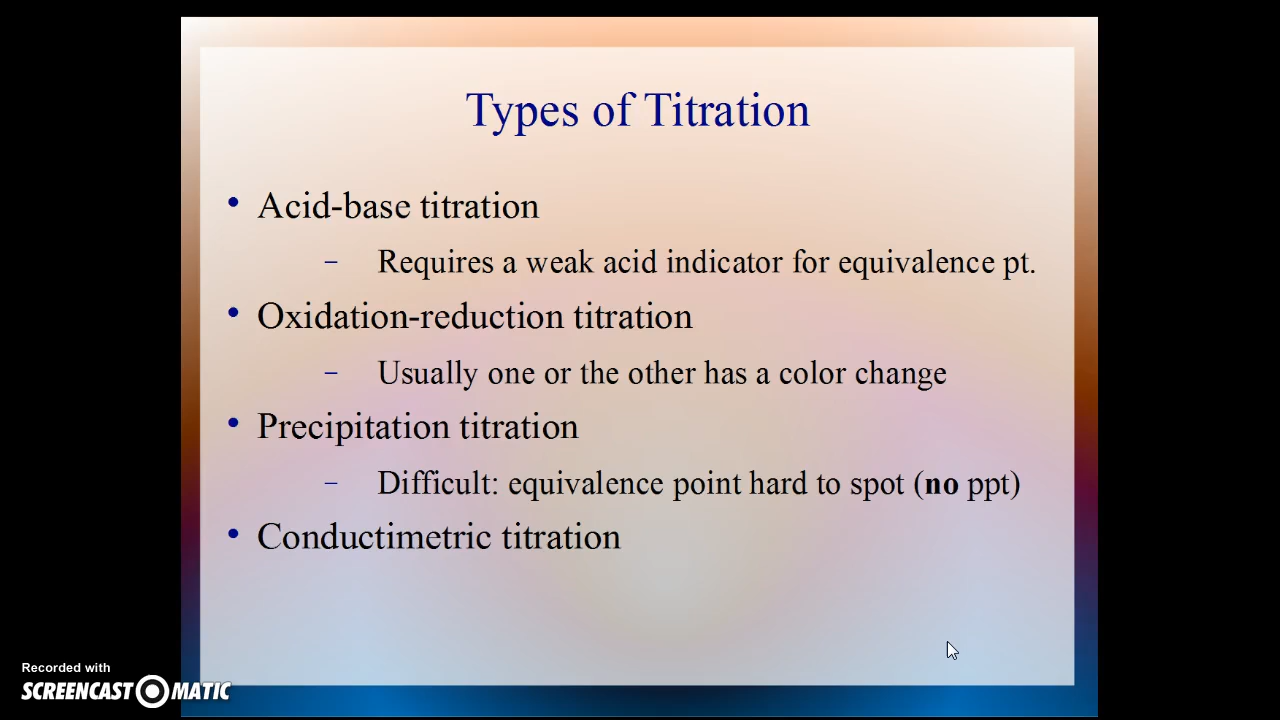 Types of Titration
• Acid-base titration
– Requires a weak acid indicator for equivalence pt.
• Oxidation-reduction titration
– Usually one or the other has a color change
• Precipitation titration
– Difficult: equivalence point hard to spot (no ppt)
• Conductimetric titration
Recorded with
SCREENCAST O MATIC